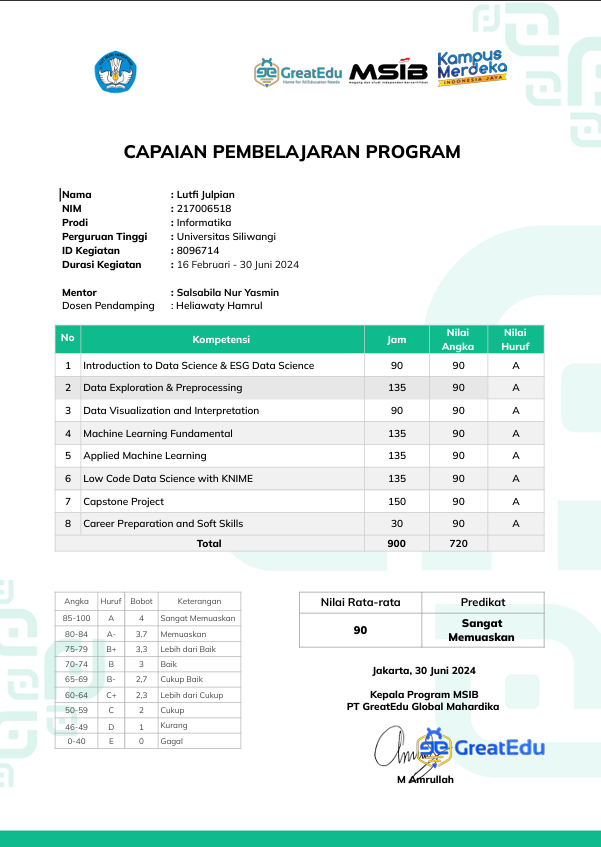 GreatEdu
Home for All Education Needs
MSIB
Magang dan Studi Independen Bersertifikat
Kampus
Merdeka
INDONESIA JAYA
CAPAIAN PEMBELAJARAN PROGRAM
Nama : Lutfi Julpian
NIM : 217006518
Prodi : Informatika
Perguruan Tinggi : Universitas Siliwangi
ID Kegiatan : 8096714
Durasi Kegiatan : 16 Februari - 30 Juni 2024
Mentor : Salsabila Nur Yasmin
Dosen Pendamping : Heliawaty Hamrul
No Kompetensi Jam Nilai Angka Nilai Huruf
1 Introduction to Data Science & ESG Data Science 90 90 A
2 Data Exploration & Preprocessing 135 90 A
3 Data Visualization and Interpretation 90 90 A
4 Machine Learning Fundamental 135 90 A
5 Applied Machine Learning 135 90 A
6 Low Code Data Science with KNIME 135 90 A
7 Capstone Project 150 90 A
8 Career Preparation and Soft Skills 30 90 A
Total 900 720
Angka Huruf Bobot Keterangan
85-100 A 4 Sangat Memuaskan
80-84 A- 3,7 Memuaskan
75-79 B+ 3,3 Lebih dari Baik
70-74 B 3 Baik
65-69 B- 2,7 Cukup Baik
60-64 C+ 2,3 Lebih dari Cukup
50-59 C 2 Cukup
46-49 D 1 Kurang
0-40 E 0 Gagal
Nilai Rata-rata Predikat
90 Sangat Memuaskan
Jakarta, 30 Juni 2024
Kepala Program MSIB
PT GreatEdu Global Mahardika
GreatEdu
M Amrullah